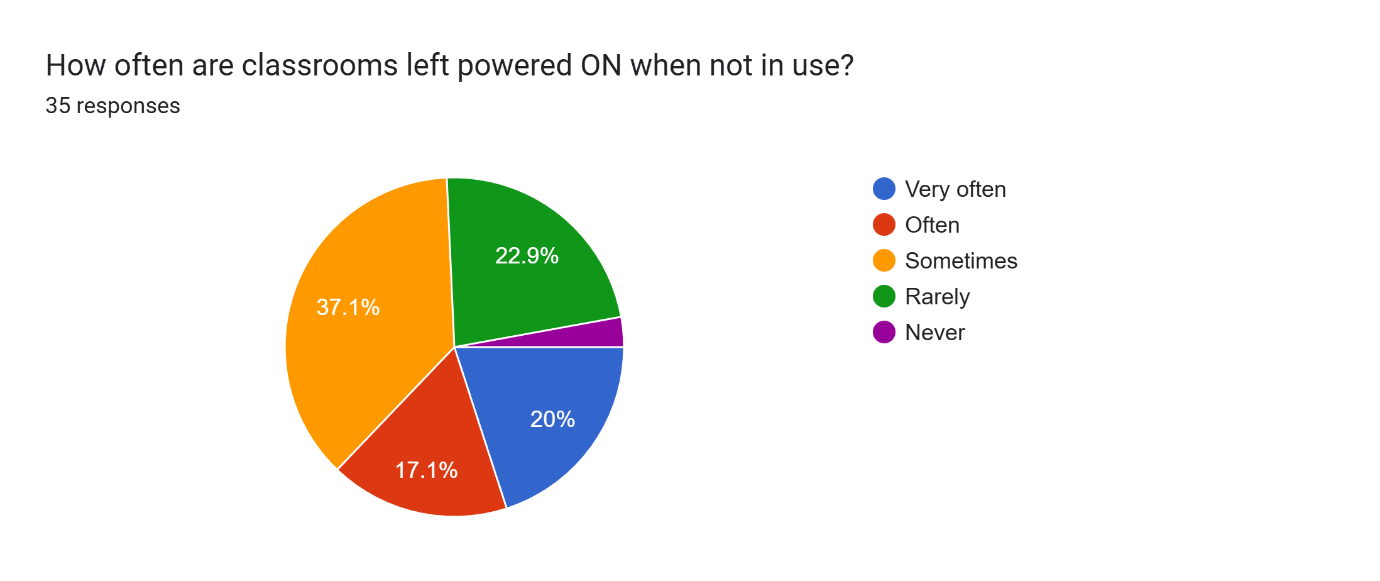 How often are classrooms left powered ON when not in use?
35 responses
22.9%
37.1%
20%
17.1%
Very often
Often
Sometimes
Rarely
Never